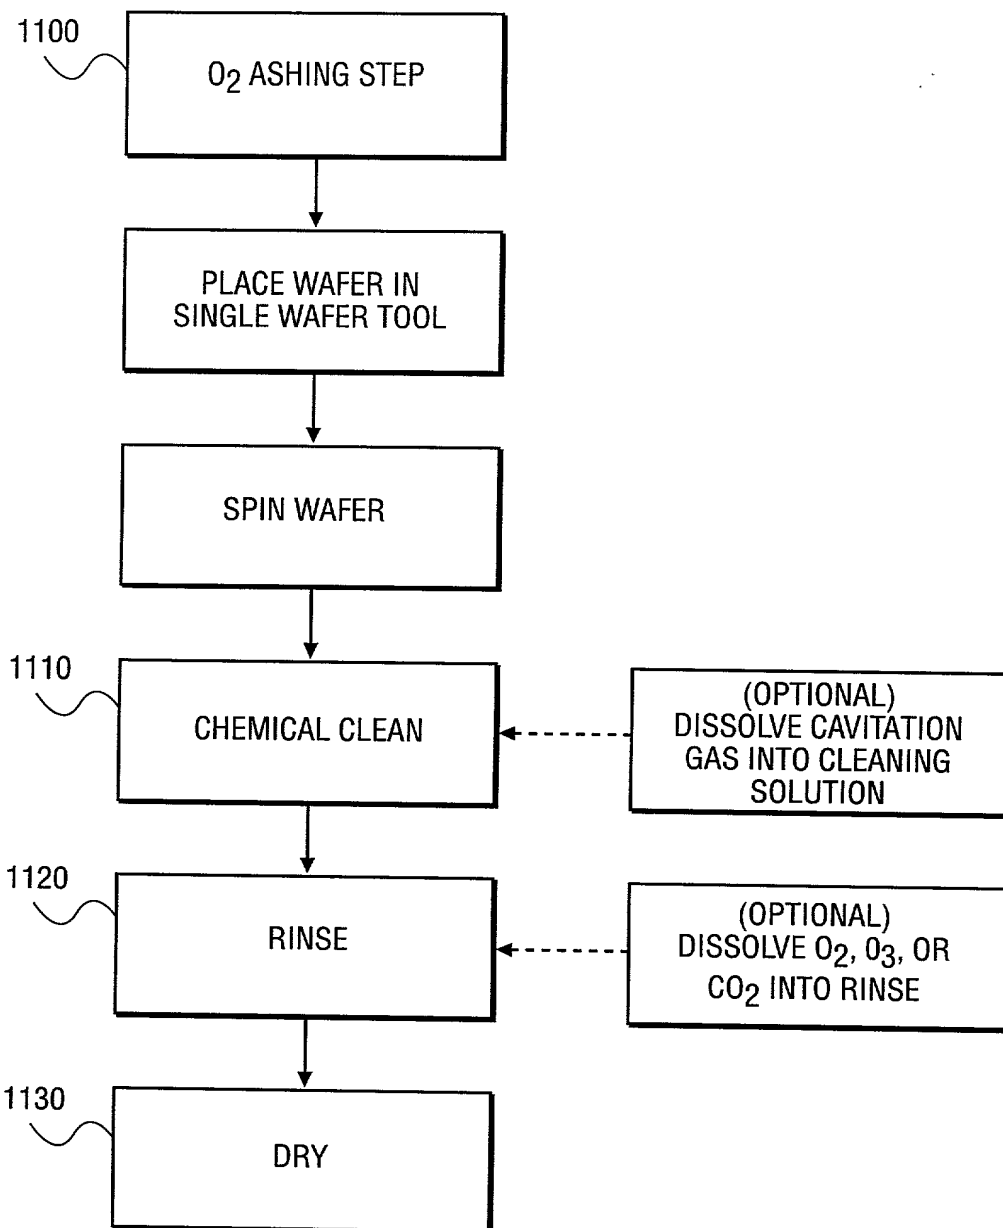 1100
O2 ASHING STEP
PLACE WAFER IN
SINGLE WAFER TOOL
SPIN WAFER
1110
CHEMICAL CLEAN
(OPTIONAL)
DISSOLVE CAVITATION
GAS INTO CLEANING
SOLUTION
1120
RINSE
(OPTIONAL)
DISSOLVE O2, O3, OR
CO2 INTO RINSE
1130
DRY